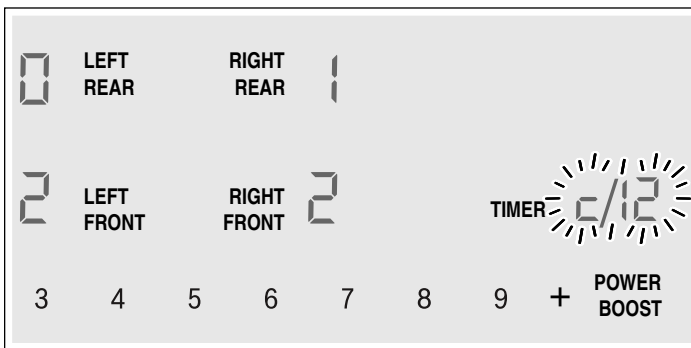 0 LEFT REAR RIGHT REAR 1
2 LEFT FRONT RIGHT FRONT 2 TIMER c/12
3 4 5 6 7 8 9 + POWER BOOST